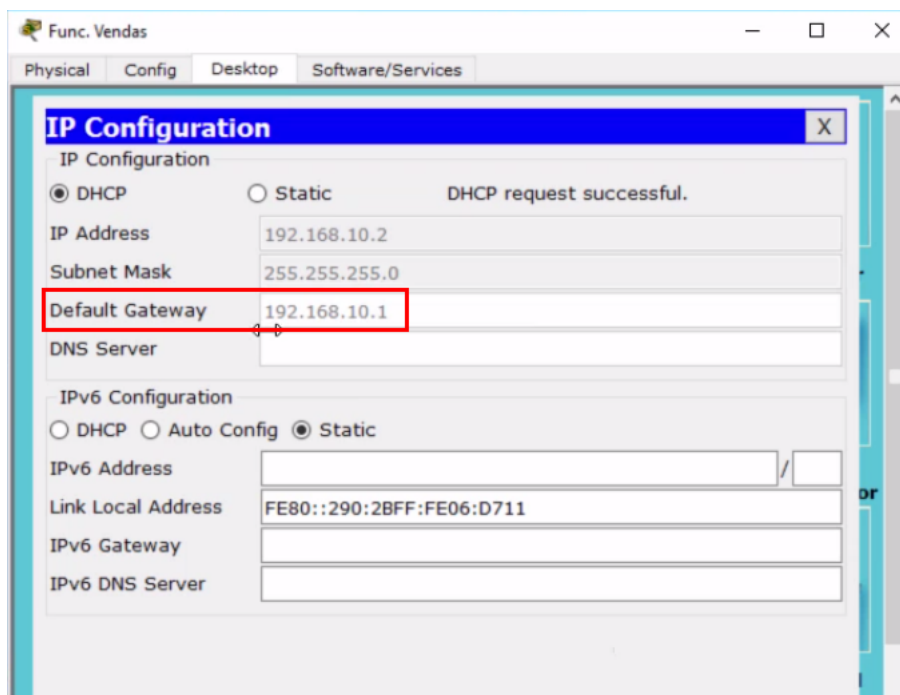 Func. Vendas
Physical Config Desktop Software/Services
IP Configuration X
IP Configuration
DHCP Static DHCP request successful.
IP Address 192.168.10.2
Subnet Mask 255.255.255.0
Default Gateway 192.168.10.1
DNS Server
IPv6 Configuration
DHCP Auto Config Static
IPv6 Address /
Link Local Address FE80::290:2BFF:FE06:D711
or
IPv6 Gateway
IPv6 DNS Server